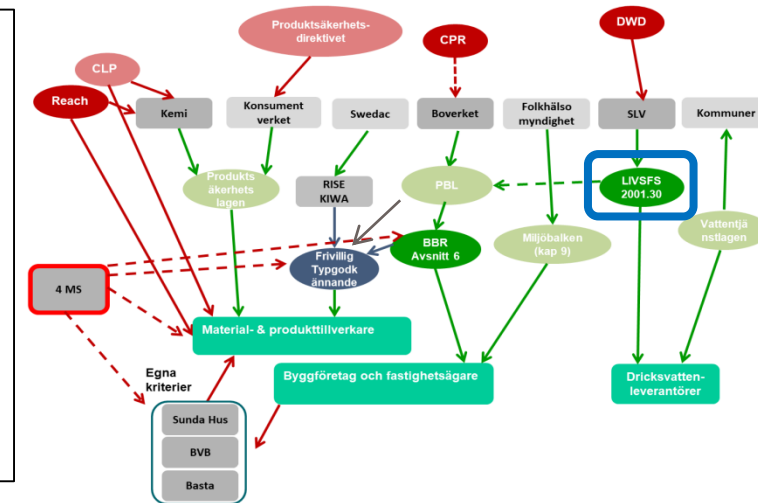 Produktsäkerhets-
direktivet
CPR
DWD
CLP
Reach
Kemi
Konsument
verket
Swedac
Boverket
Folkhälso
myndighet
SLV
Kommuner
Produkts
äkerhets
lagen
RISE
KIWA
PBL
LIVSFS
2001.30
Frivillig
Typgodk
ännande
BBR
Avsnitt 6
Miljöbalken
(kap 9)
Vattentjä
nstlagen
4 MS
Material- & produkttillverkare
Egna
kriterier
Byggföretag och fastighetsägare
Dricksvatten-
leverantörer
Sunda Hus
BVB
Basta